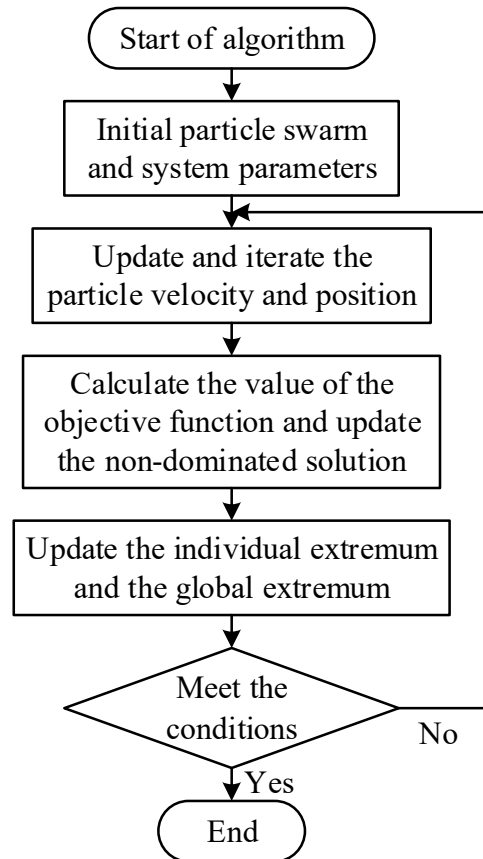 Start of algorithm
Initial particle swarm
and system parameters
Update and iterate the
particle velocity and position
Calculate the value of the
objective function and update
the non-dominated solution
Update the individual extremum
and the global extremum
Meet the
conditions
No
Yes
End